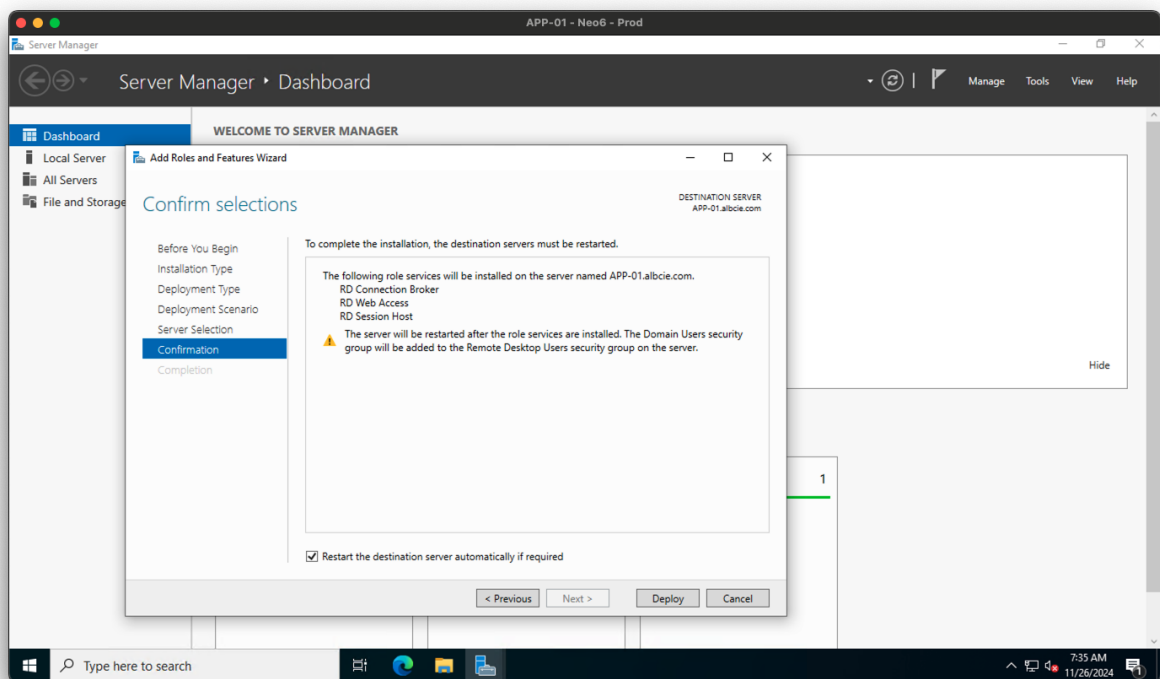 APP-01 - Neo6 - Prod
Server Manager
Server Manager ‣ Dashboard
Manage Tools View Help
Dashboard
Local Server
All Servers
File and Storage
WELCOME TO SERVER MANAGER
Add Roles and Features Wizard
Confirm selections
DESTINATION SERVER
APP-01.albcie.com
Before You Begin
Installation Type
Deployment Type
Deployment Scenario
Server Selection
Confirmation
Completion
To complete the installation, the destination servers must be restarted.
The following role services will be installed on the server named APP-01.albcie.com.
RD Connection Broker
RD Web Access
RD Session Host
The server will be restarted after the role services are installed. The Domain Users security
group will be added to the Remote Desktop Users security group on the server.
Restart the destination server automatically if required
< Previous Next > Deploy Cancel
Hide
1
Type here to search
7:35 AM
11/26/2024
1